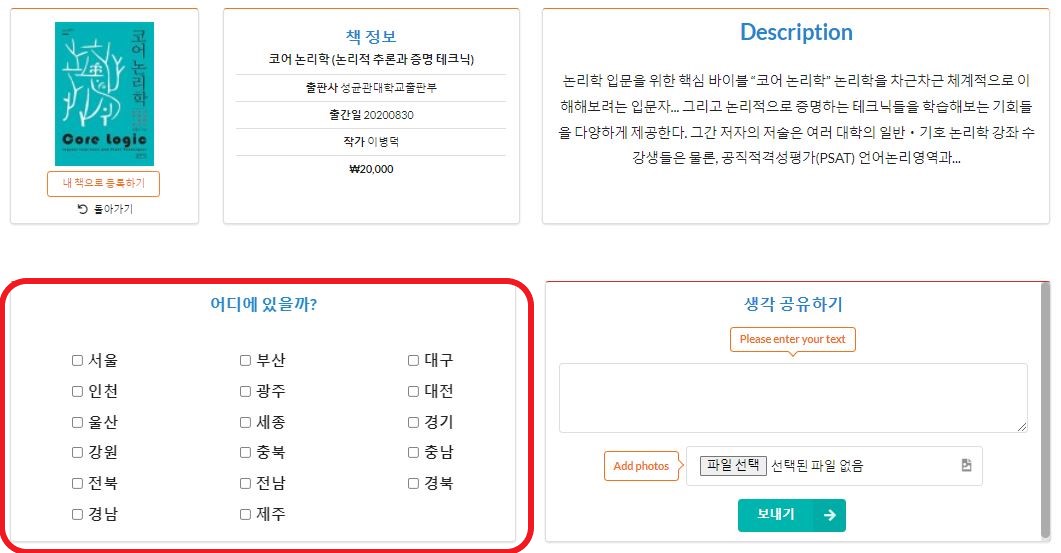 코어 논리학
Core Logic
내 책으로 등록하기
돌아가기
책 정보
코어 논리학 (논리적 추론과 증명 테크닉)
출판사 성균관대학교출판부
출간일 20200830
작가 이병덕
₩20,000
Description
논리학 입문을 위한 핵심 바이블 “코어 논리학” 논리학을 차근차근 체계적으로 이
해해보려는 입문자... 그리고 논리적으로 증명하는 테크닉들을 학습해보는 기회들
을 다양하게 제공한다. 그간 저자의 저술은 여러 대학의 일반・기호 논리학 강좌 수
강생들은 물론, 공직적격성평가(PSAT) 언어논리영역과...
어디에 있을까?
서울 부산 대구
인천 광주 대전
울산 세종 경기
강원 충북 충남
전북 전남 경북
경남 제주
생각 공유하기
Please enter your text
Add photos 파일 선택 선택된 파일 없음
보내기